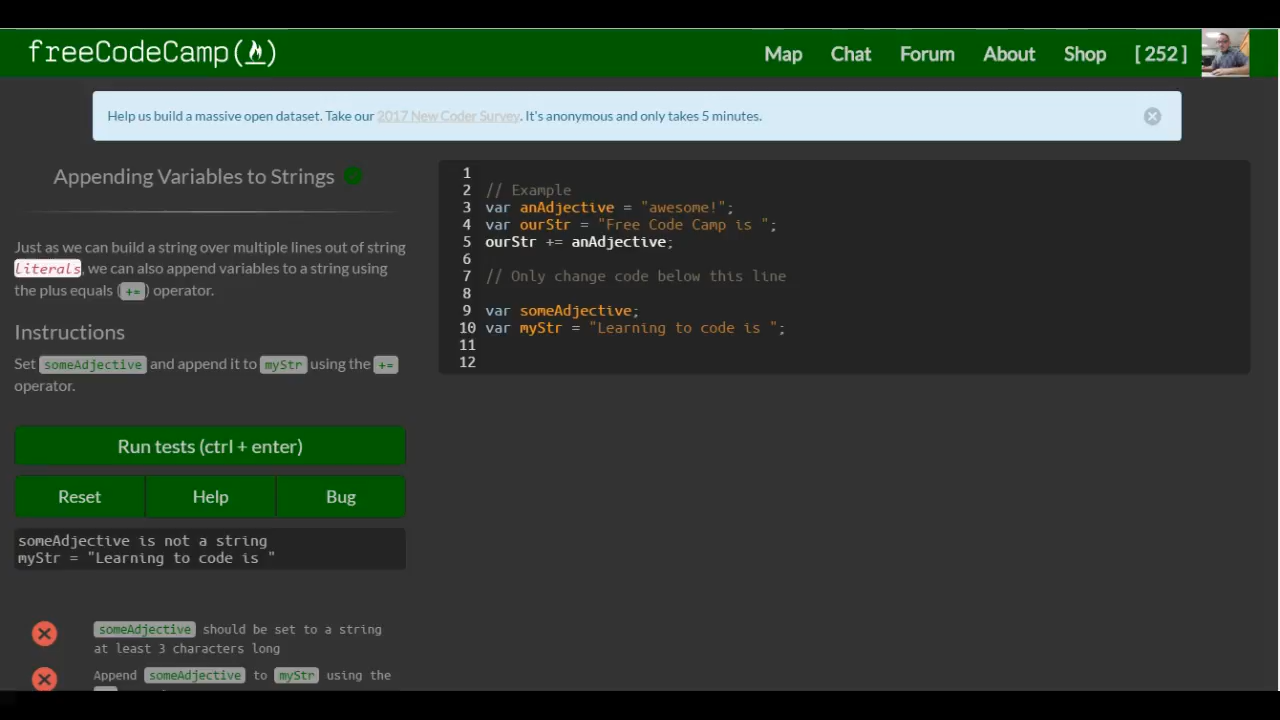 freeCodeCamp(🔥)
Map Chat Forum About Shop [ 252 ]
Help us build a massive open dataset. Take our 2017 New Coder Survey. It's anonymous and only takes 5 minutes.
Appending Variables to Strings
Just as we can build a string over multiple lines out of string
literals, we can also append variables to a string using
the plus equals ( += ) operator.
Instructions
Set someAdjective and append it to myStr using the +=
operator.
Run tests (ctrl + enter)
Reset Help Bug
someAdjective is not a string
myStr = "Learning to code is "
someAdjective should be set to a string
at least 3 characters long
Append someAdjective to myStr using the
1
2 // Example
3 var anAdjective = "awesome!";
4 var ourStr = "Free Code Camp is ";
5 ourStr += anAdjective;
6
7 // Only change code below this line
8
9 var someAdjective;
10 var myStr = "Learning to code is ";
11
12